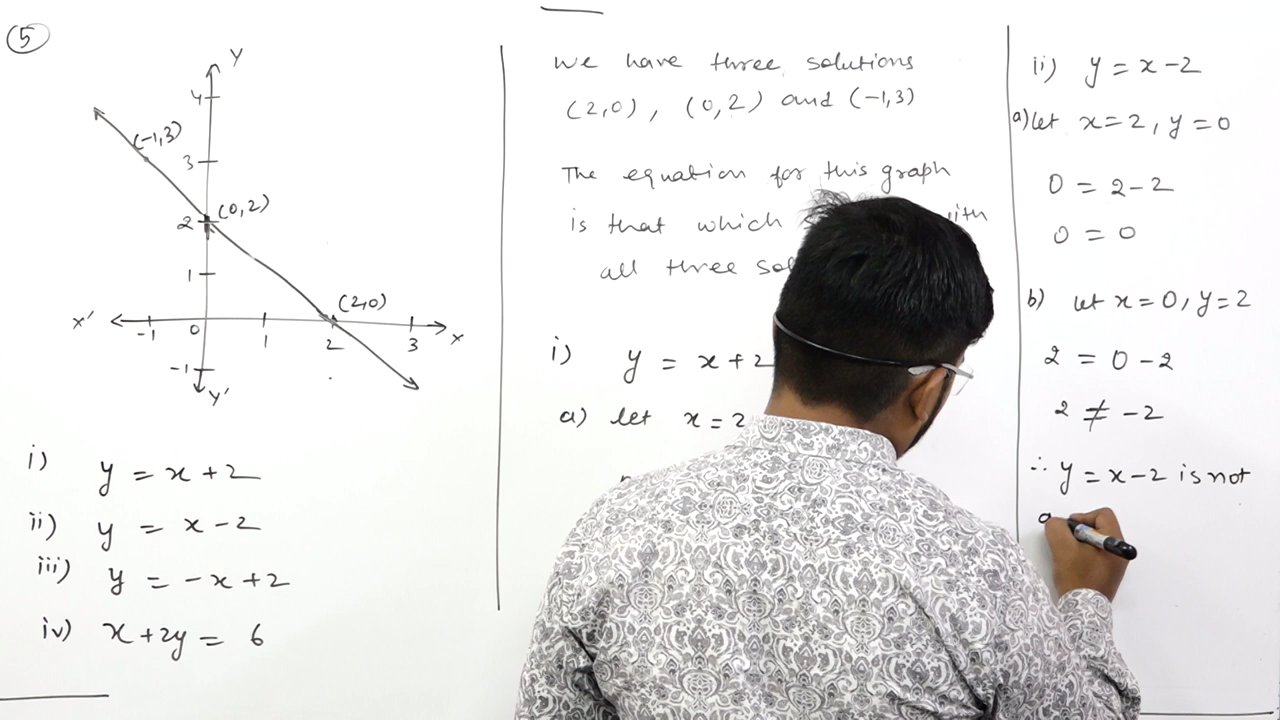 5
Y
4
(-1,3)
3
(0,2)
2
1
(2,0)
X' -1 0 1 2 3 X
-1
Y'
i) y = x + 2
ii) y = x - 2
iii) y = -x + 2
iv) x + 2y = 6
We have three solutions
(2,0), (0,2) and (-1,3)
The equation for this graph
is that which with
all three
i) y = x + 2
a) let x = 2
ii) y = x - 2
a) let x = 2, y = 0
0 = 2 - 2
0 = 0
b) let x = 0, y = 2
2 = 0 - 2
2 ≠ -2
∴ y = x - 2 is not